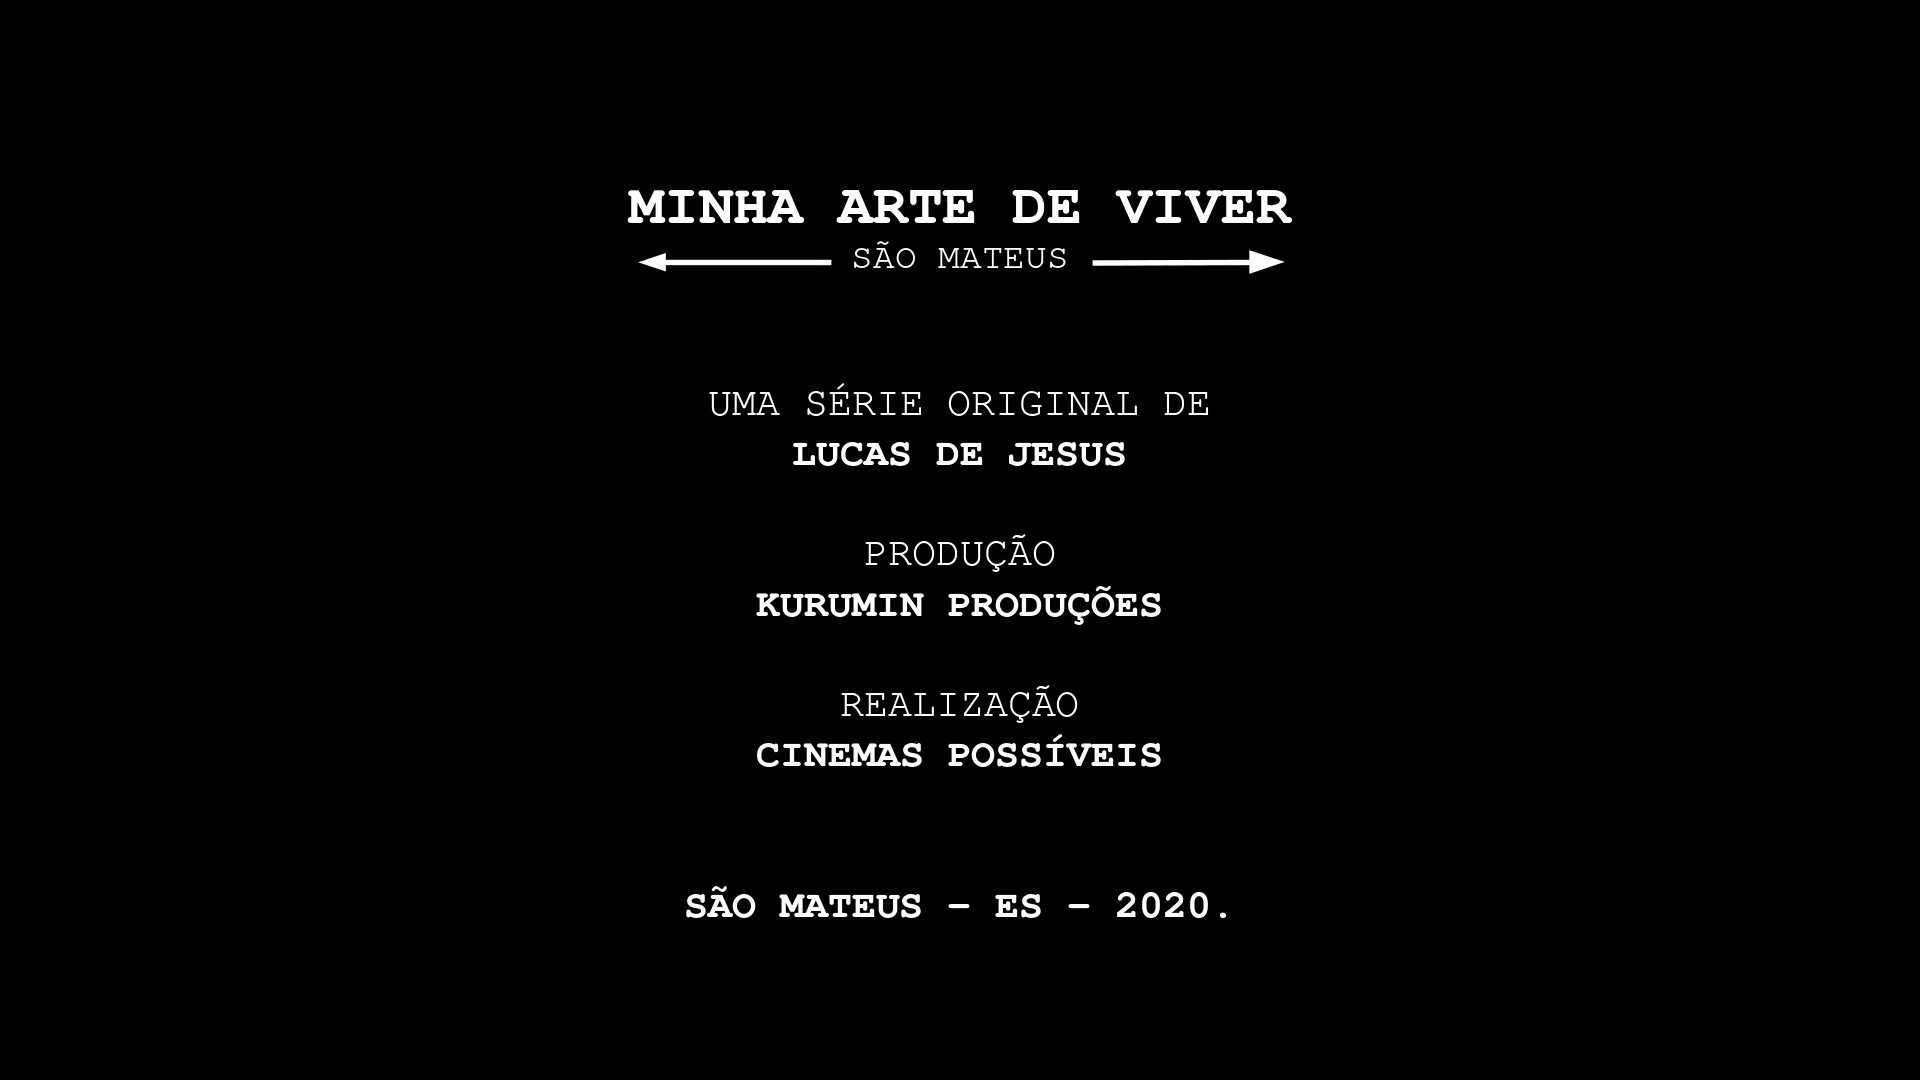 MINHA ARTE DE VIVER
SÃO MATEUS
UMA SÉRIE ORIGINAL DE
LUCAS DE JESUS
PRODUÇÃO
KURUMIN PRODUÇÕES
REALIZAÇÃO
CINEMAS POSSÍVEIS
SÃO MATEUS – ES – 2020.